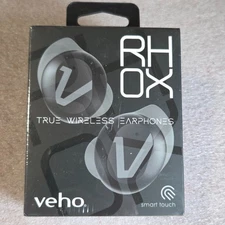 RH
OX
TRUE WIRELESS EARPHONES
veho
smart touch